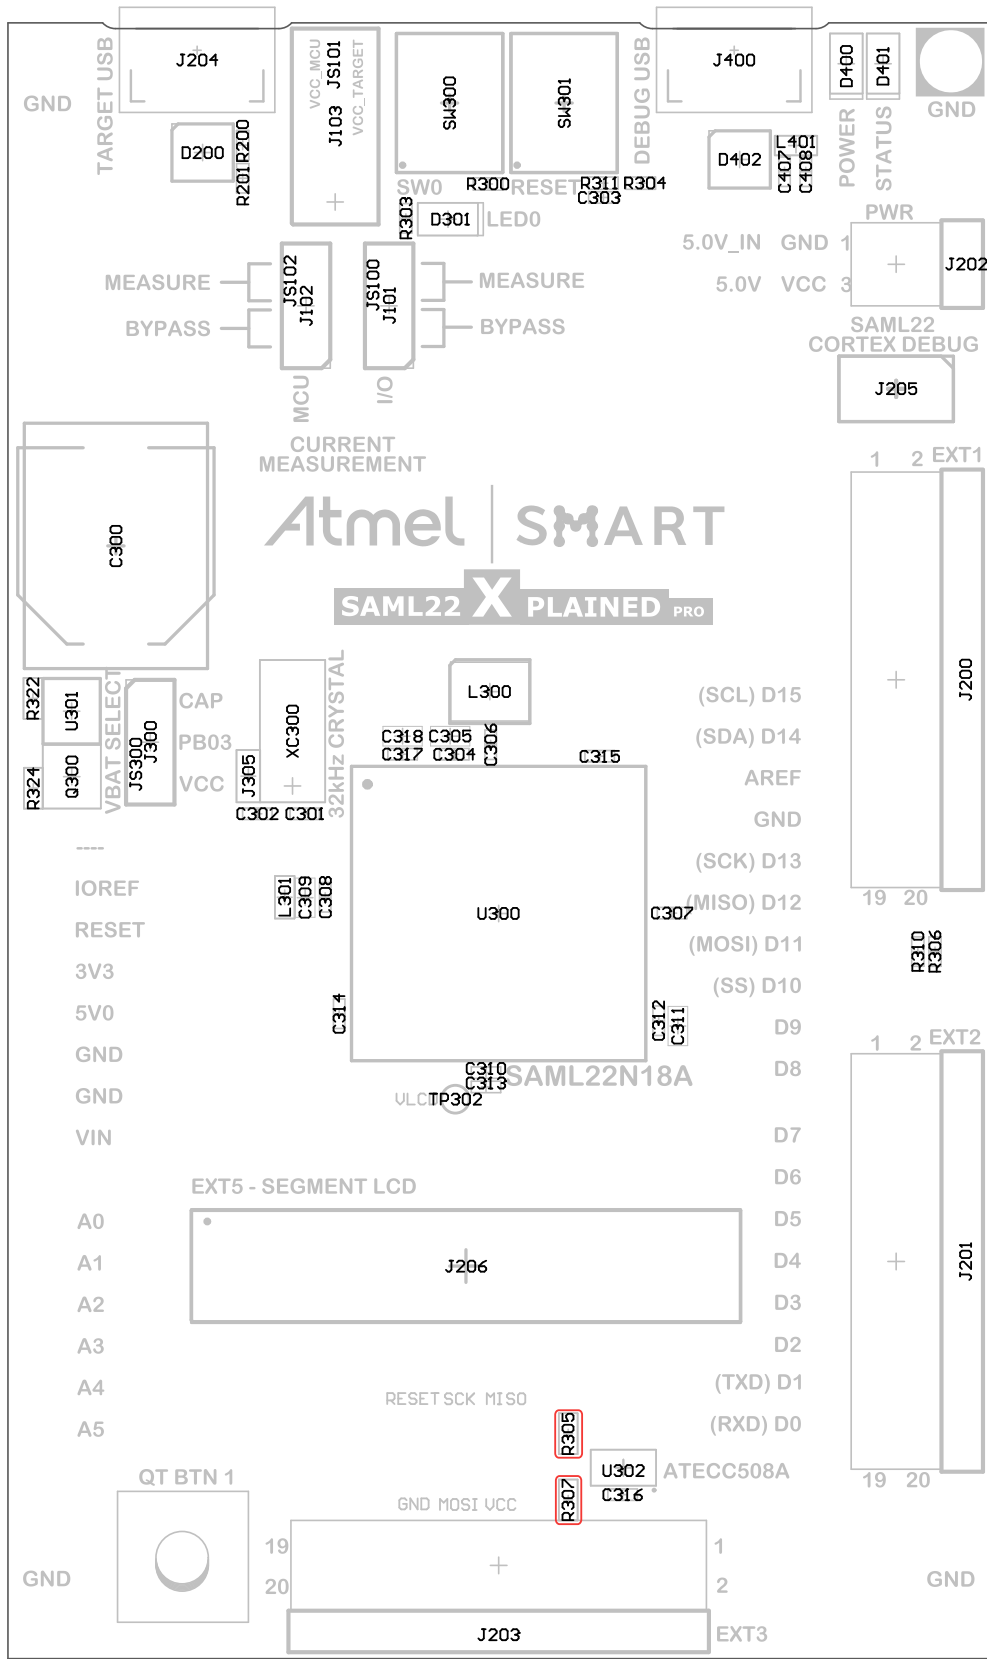 TARGET USB
J204
VCC_MCU
JS101
J103
VCC_TARGET
SW300
SW301
DEBUG USB
J400
D400
D401
GND
GND
POWER
STATUS
D200
R200
R201
D402
L401
C407
C408
SW0
R300
RESET
R311
R304
C303
R303
D301
LED0
PWR
5.0V_IN GND 1
J202
5.0V VCC 3
MEASURE
JS102
J102
JS100
J101
MEASURE
BYPASS
BYPASS
SAML22
CORTEX DEBUG
J205
MCU
I/O
CURRENT
MEASUREMENT
1 2 EXT1
Atmel SMART
C300
SAML22 X PLAINED PRO
R322
U301
VBAT SELECT
CAP
JS300
J300
PB03
VCC
R324
Q300
XC300
32kHz CRYSTAL
J305
C302
C301
L300
C318
C305
C306
C317
C304
C315
(SCL) D15
J200
(SDA) D14
AREF
GND
(SCK) D13
(MISO) D12
19 20
(MOSI) D11
(SS) D10
D9
D8
----
IOREF
RESET
3V3
5V0
GND
GND
VIN
L301
C309
C308
U300
C307
R310
R306
C314
C312
C311
1 2 EXT2
C310
C313
SAML22N18A
TP302
D7
D6
D5
D4
D3
D2
(TXD) D1
(RXD) D0
J201
19 20
EXT5 - SEGMENT LCD
J206
A0
A1
A2
A3
A4
A5
RESET SCK MISO
R305
U302
ATECC508A
C316
R307
QT BTN 1
GND MOSI VCC
19
1
20
2
GND
GND
J203
EXT3